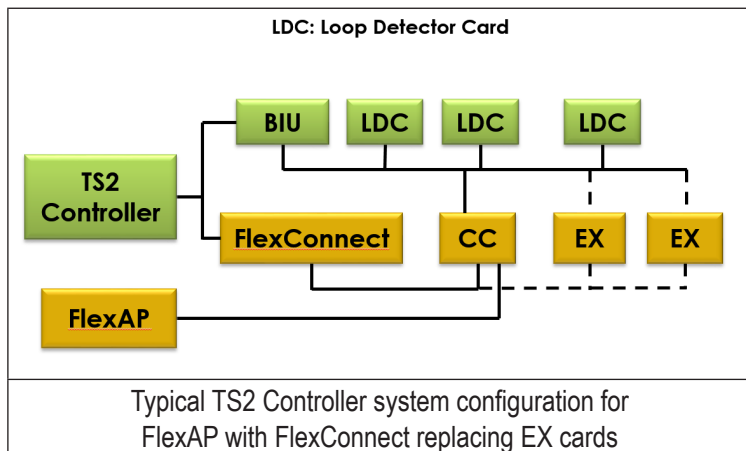 LDC: Loop Detector Card
BIU
LDC
LDC
LDC
TS2
Controller
FlexConnect
CC
EX
EX
FlexAP
Typical TS2 Controller system configuration for
FlexAP with FlexConnect replacing EX cards